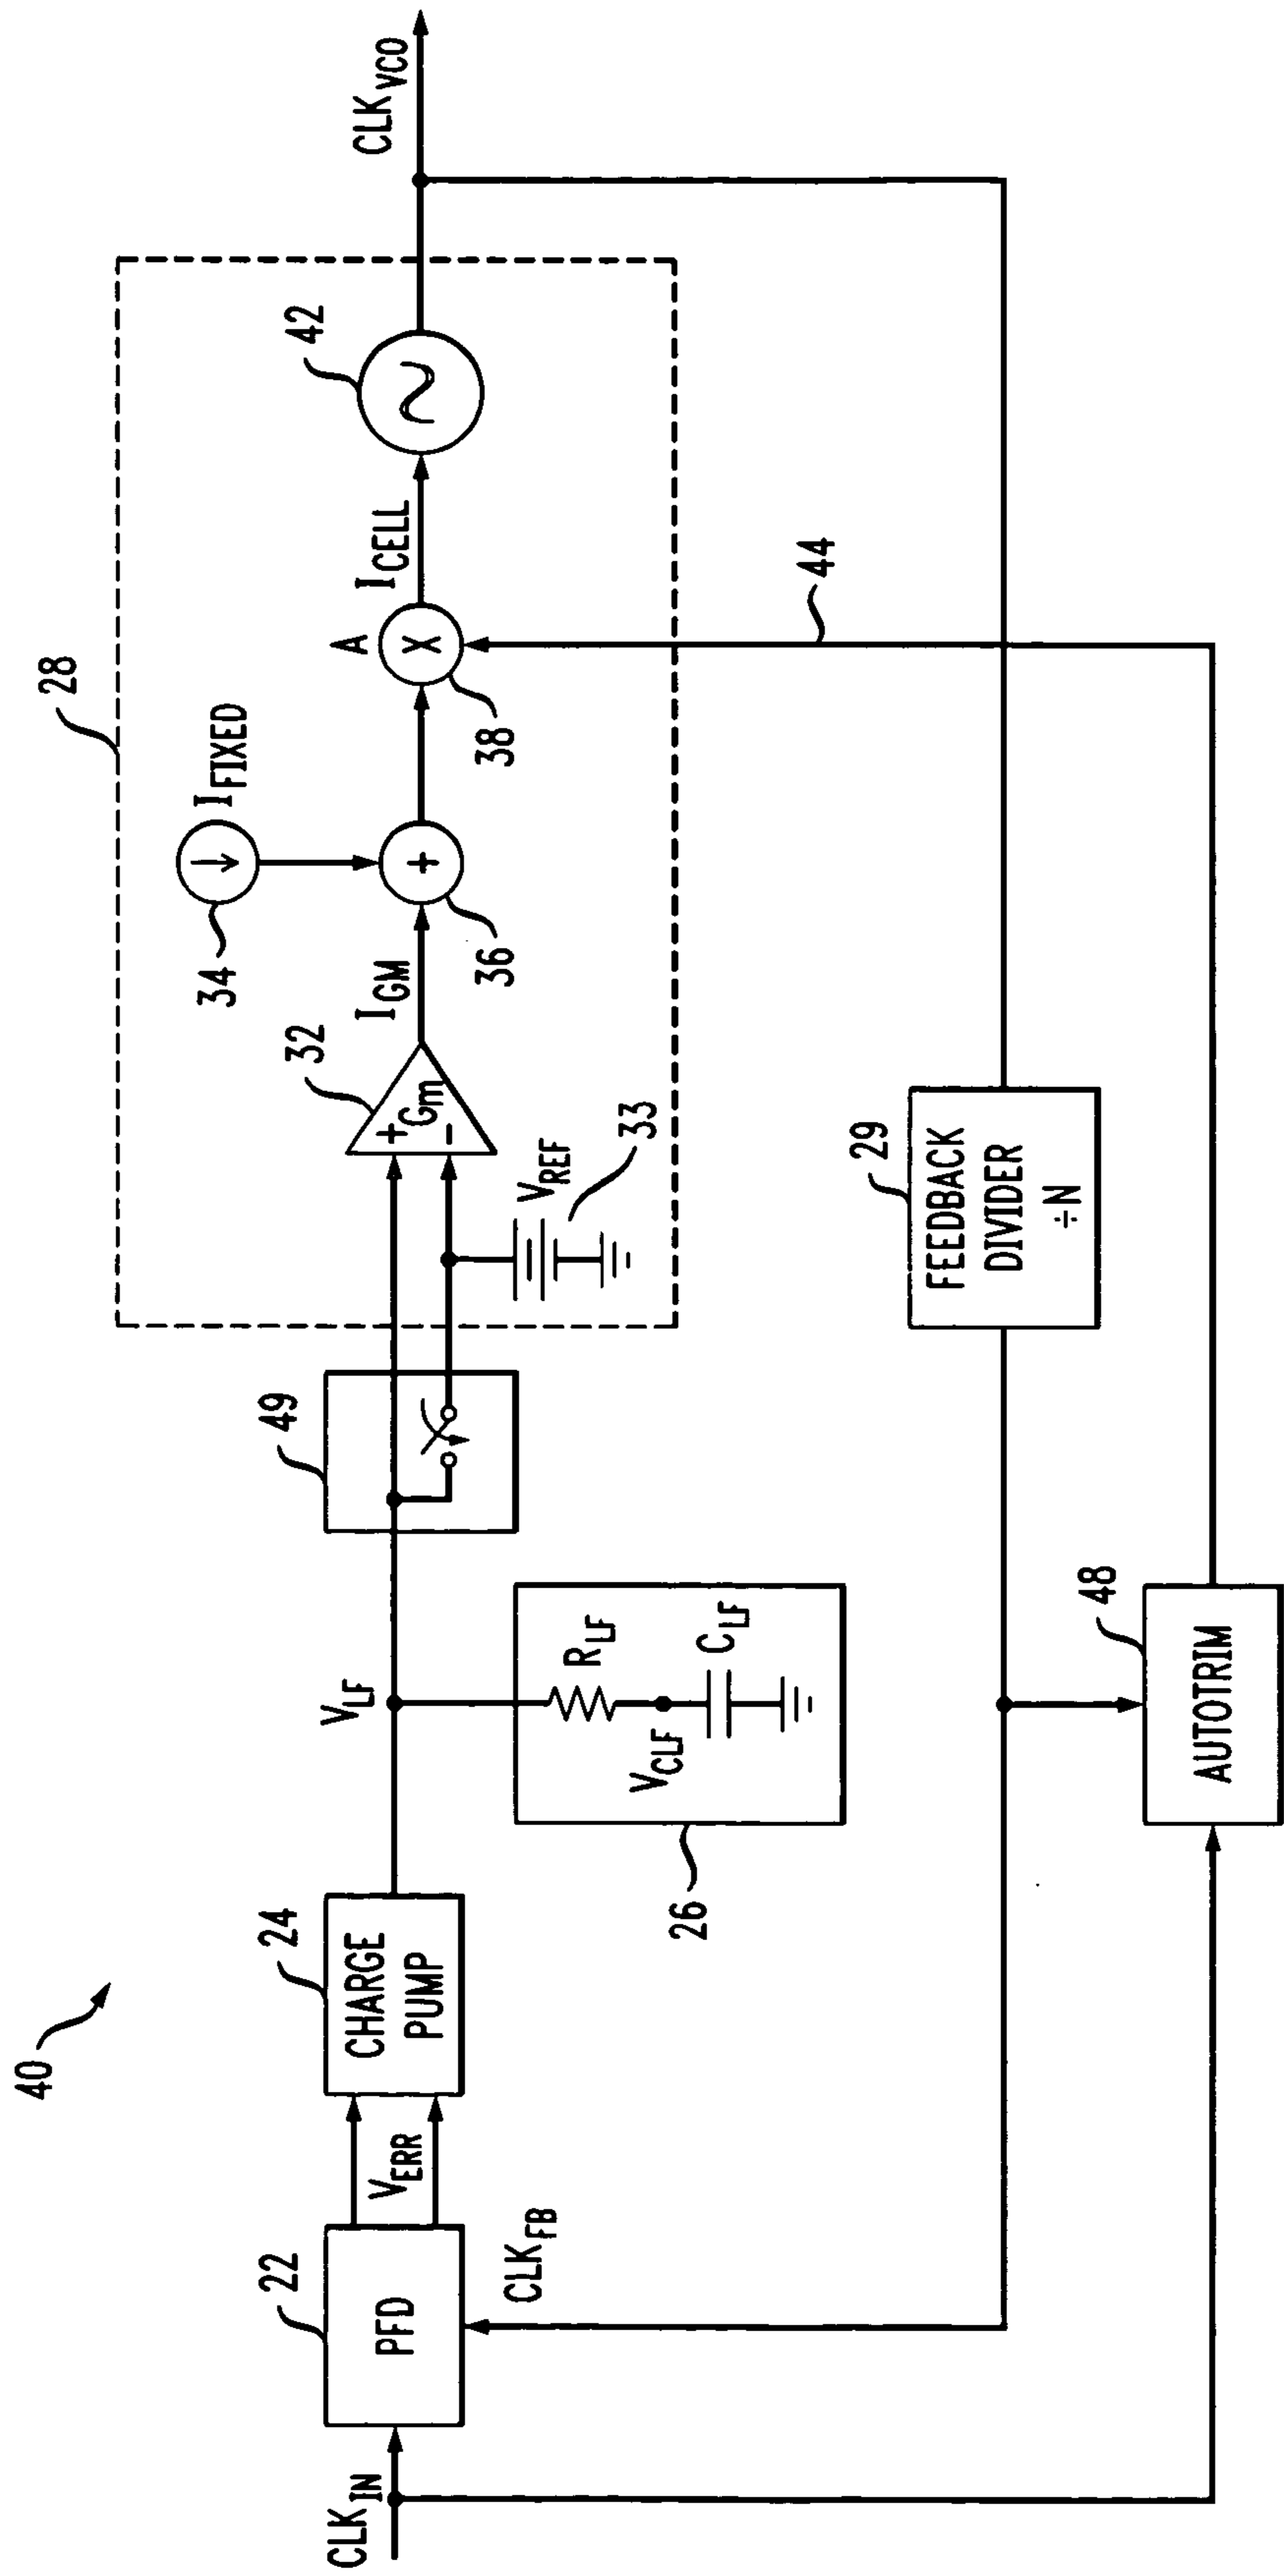 40
28
34
I_FIXED
42
CLK_VCO
22
24
V_LF
49
32
I_GM
A
I_CELL
CLK_IN
PFD
V_ERR
CHARGE
PUMP
+
Gm
-
+
X
36
38
V_REF
33
R_LF
V_CLF
C_LF
26
CLK_FB
44
29
FEEDBACK
DIVIDER
÷N
48
AUTOTRIM